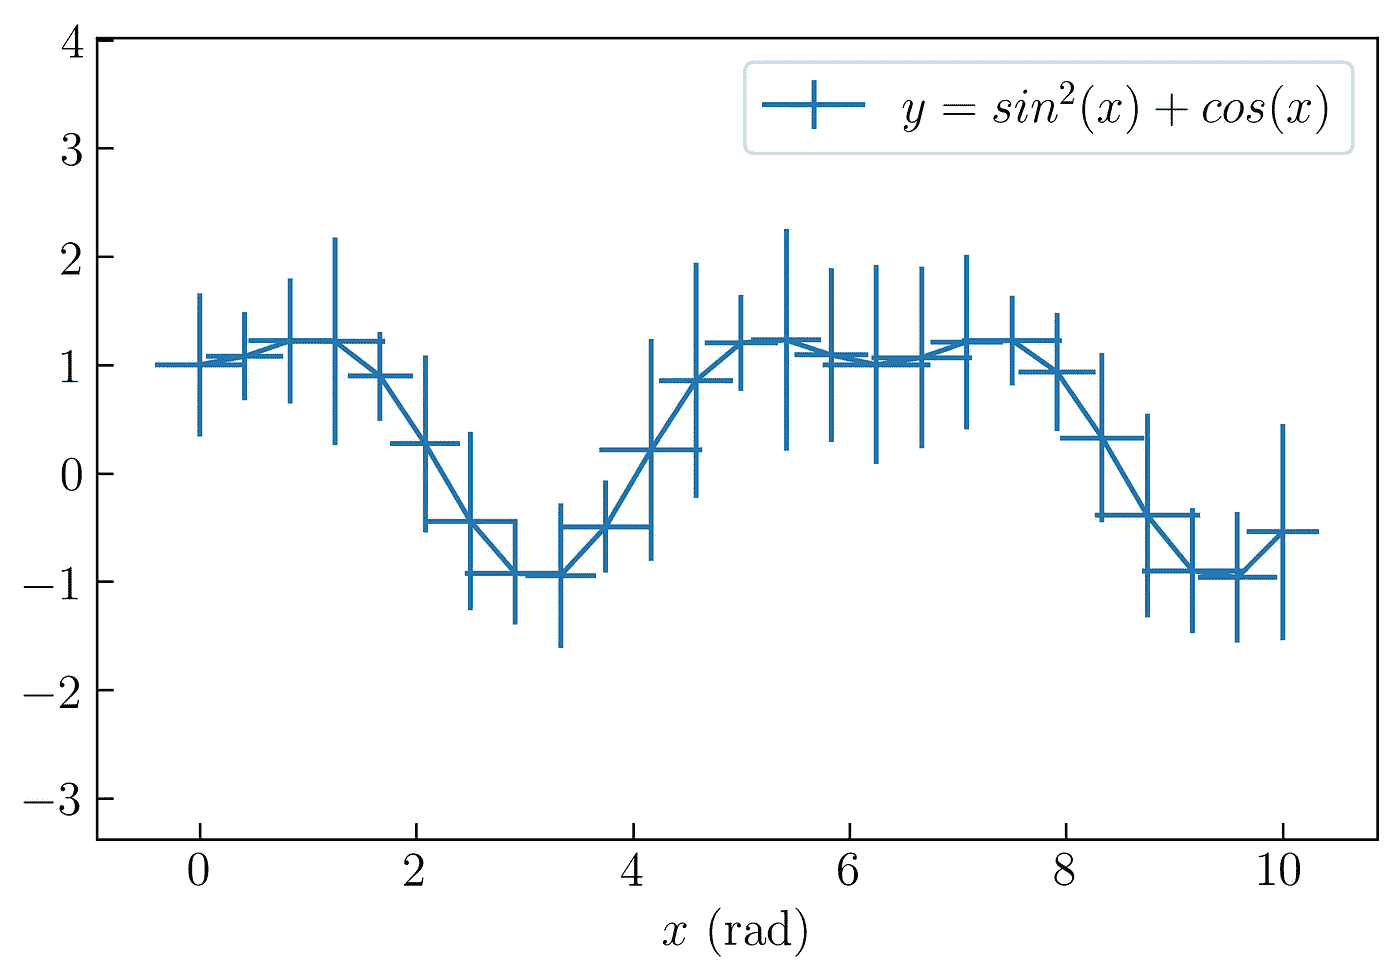 4
3
2
1
0
−1
−2
−3
y = sin²(x) + cos(x)
0 2 4 6 8 10
x (rad)